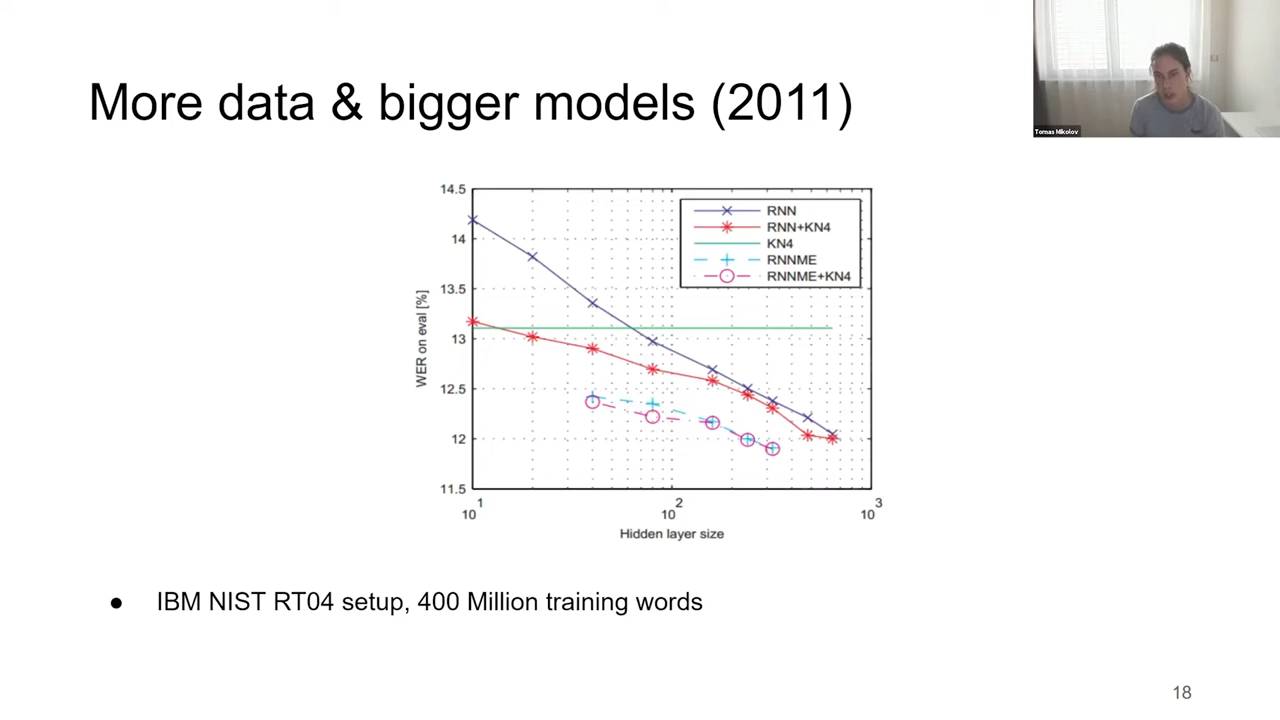 Tomas Mikolov
More data & bigger models (2011)
14.5
14
13.5
13
12.5
12
11.5
WER on eval [%]
RNN
RNN+KN4
KN4
RNNME
RNNME+KN4
10 1
10 2
10 3
Hidden layer size
● IBM NIST RT04 setup, 400 Million training words
18